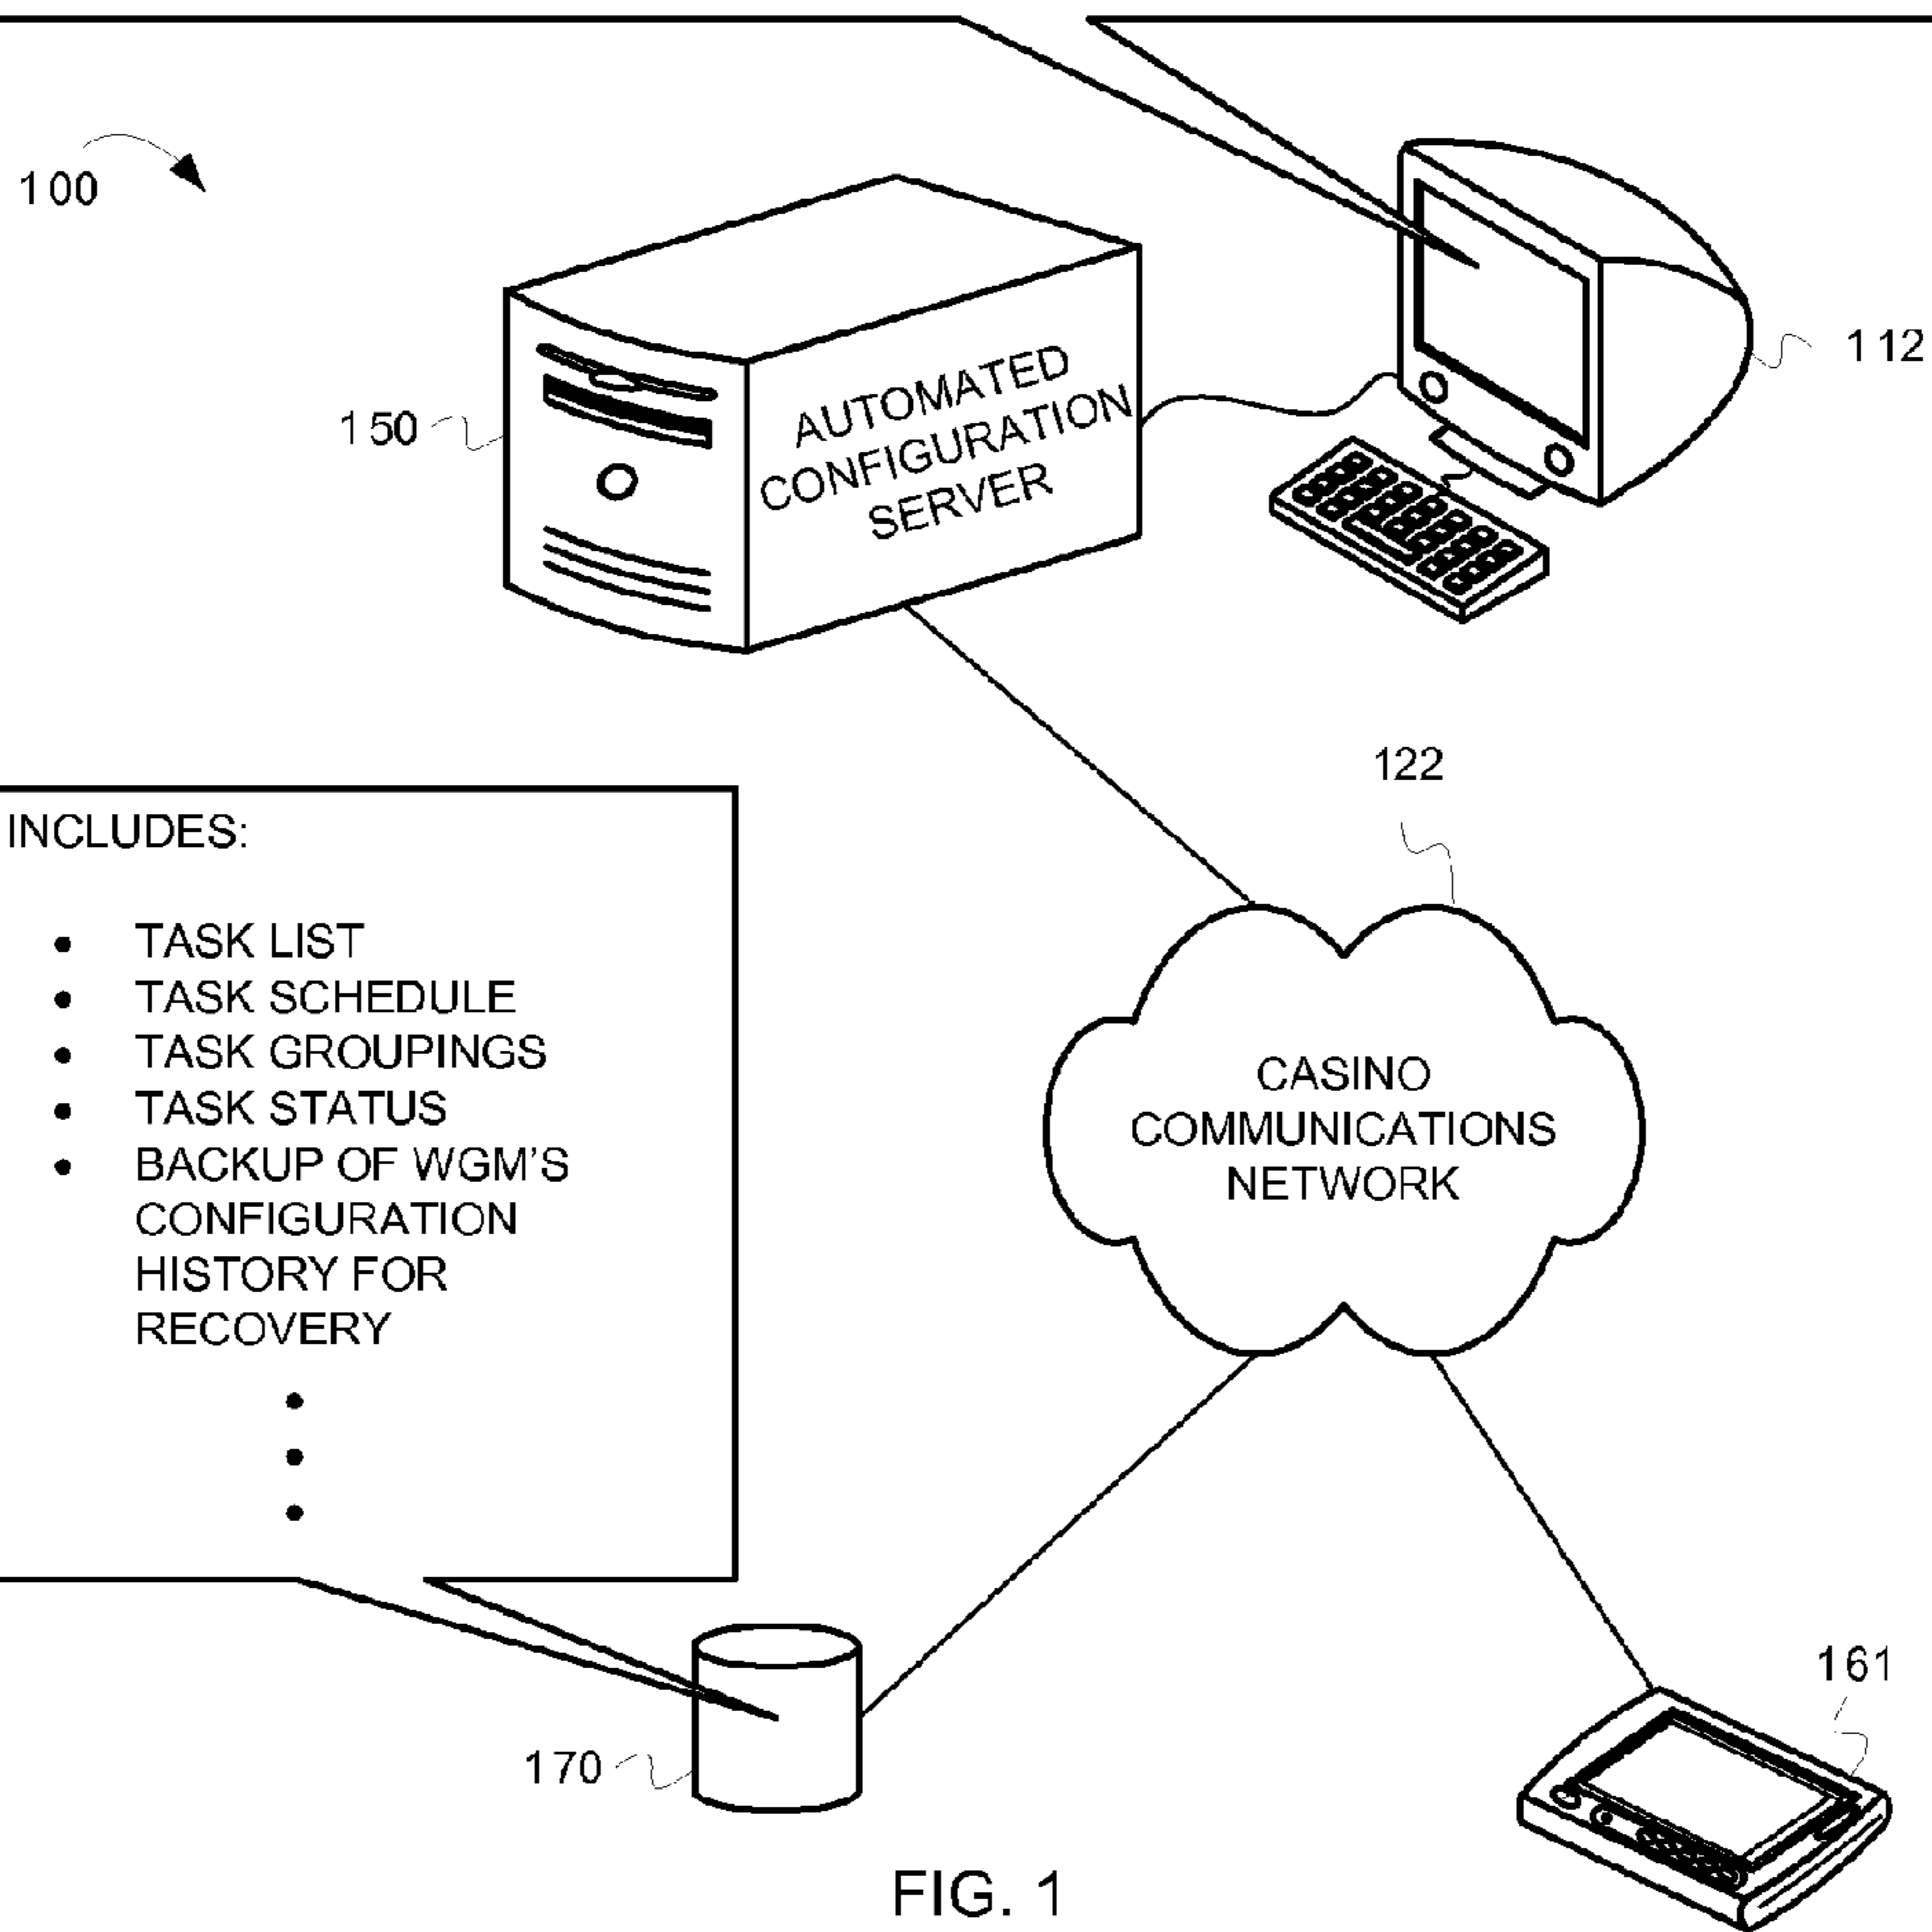 100
112
150
AUTOMATED
CONFIGURATION
SERVER
122
INCLUDES:
• TASK LIST
• TASK SCHEDULE
• TASK GROUPINGS
• TASK STATUS
• BACKUP OF WGM'S
CONFIGURATION
HISTORY FOR
RECOVERY
CASINO
COMMUNICATIONS
NETWORK
161
170
FIG. 1